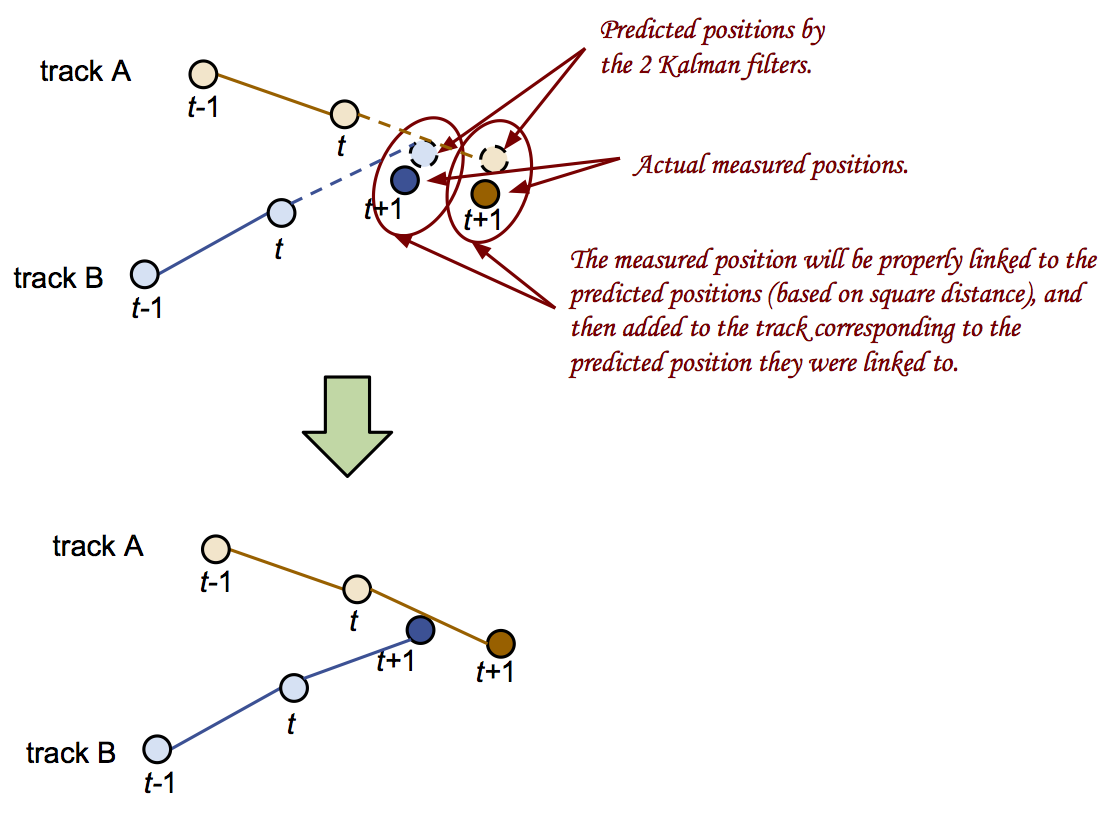 Predicted positions by
the 2 Kalman filters.
track A
t-1
t
Actual measured positions.
t+1
t+1
t
track B
t-1
The measured position will be properly linked to the
predicted positions (based on square distance), and
then added to the track corresponding to the
predicted position they were linked to.
track A
t-1
t
t+1
t+1
t
track B
t-1